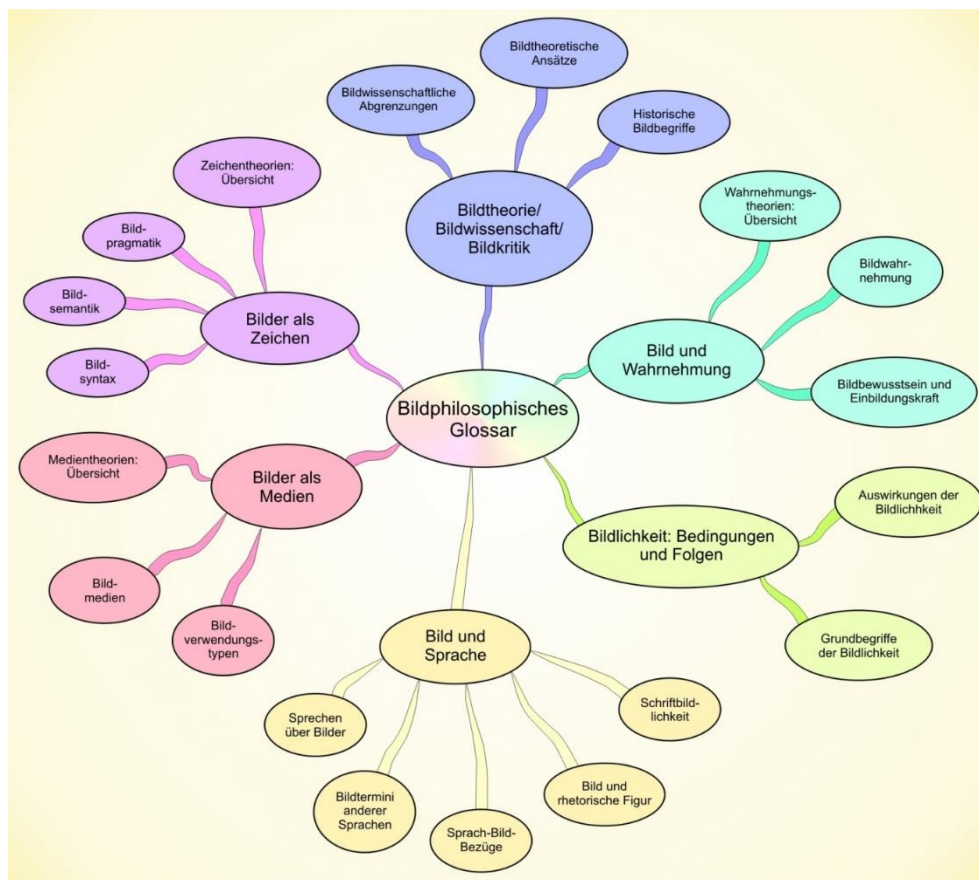 Bildtheoretische
Ansätze
Bildwissenschaftliche
Abgrenzungen
Historische
Bildbegriffe
Bildtheorie/
Bildwissenschaft/
Bildkritik
Zeichentheorien:
Übersicht
Bild-
pragmatik
Bild-
semantik
Bild-
syntax
Bilder als
Zeichen
Wahrnehmungs-
theorien:
Übersicht
Bildwahr-
nehmung
Bild und
Wahrnehmung
Bildbewusstsein und
Einbildungskraft
Bildphilosophisches
Glossar
Medientheorien:
Übersicht
Bilder als
Medien
Bild-
medien
Bild-
verwendungs-
typen
Auswirkungen der
Bildlichhkeit
Bildlichkeit: Bedingungen
und Folgen
Grundbegriffe
der Bildlichkeit
Bild und
Sprache
Sprechen
über Bilder
Bildtermini
anderer
Sprachen
Sprach-Bild-
Bezüge
Bild und
rhetorische Figur
Schriftbild-
lichkeit